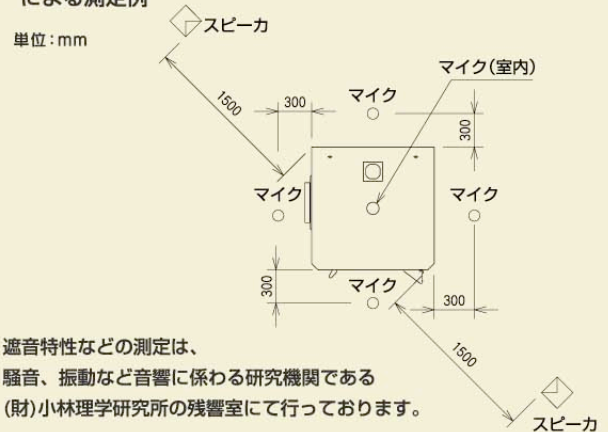 による測定例
単位：mm
スピーカ
1500
300
マイク
マイク(室内)
300
マイク
マイク
300
マイク
300
1500
スピーカ
遮音特性などの測定は、
騒音、振動など音響に係わる研究機関である
(財)小林理学研究所の残響室にて行っております。